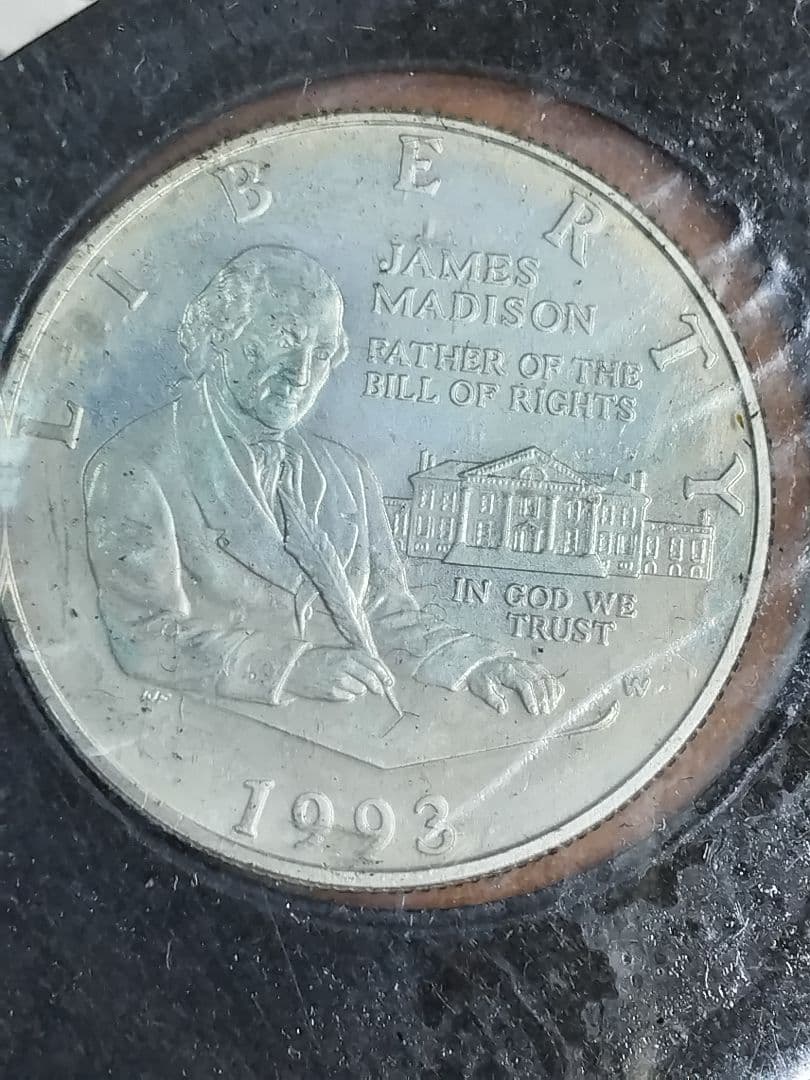 LIBERTY
JAMES
MADISON
FATHER OF THE
BILL OF RIGHTS
IN GOD WE
TRUST
W
1993